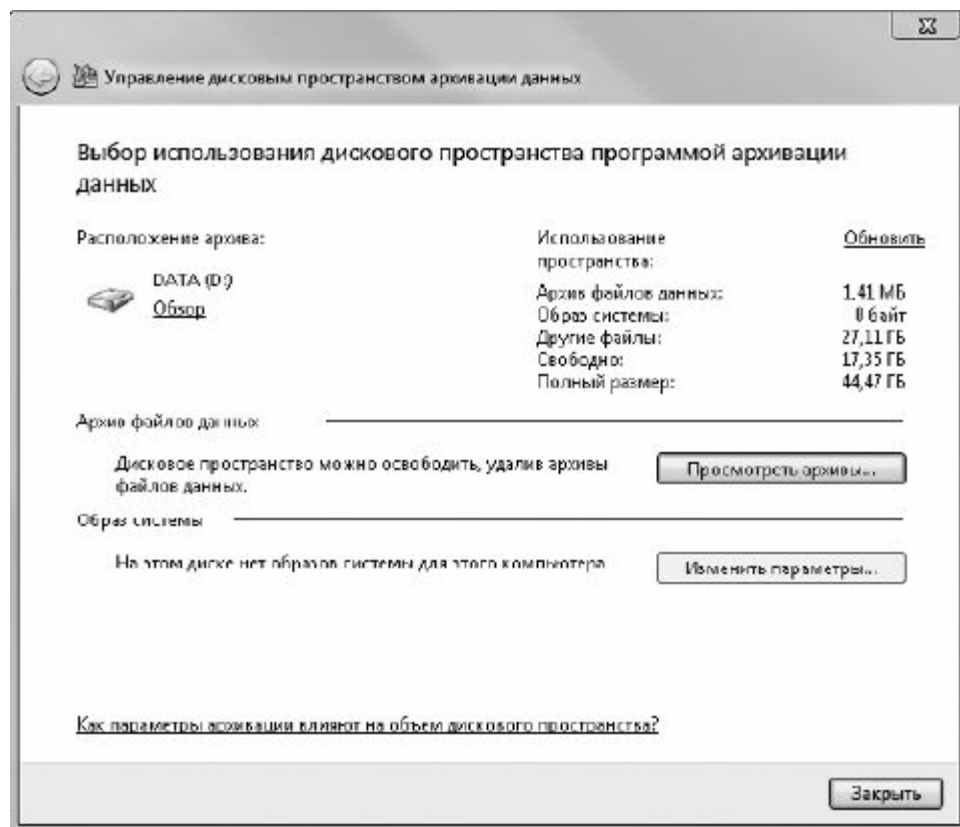 Управление дисковым пространством архивации данных
Выбор использования дискового пространства программой архивации
данных
Расположение архива:
DATA (D:)
Обзор
Использование
пространства:
Обновить
Архив файлов данных: 1,41 МБ
Образ системы: 0 байт
Другие файлы: 27,11 ГБ
Свободно: 17,35 ГБ
Полный размер: 44,47 ГБ
Архив файлов данных
Дисковое пространство можно освободить, удалив архивы
файлов данных.
Просмотреть архивы...
Образ системы
На этом диске нет образов системы для этого компьютера
Изменить параметры...
Как параметры архивации влияют на объем дискового пространства?
Закрыть